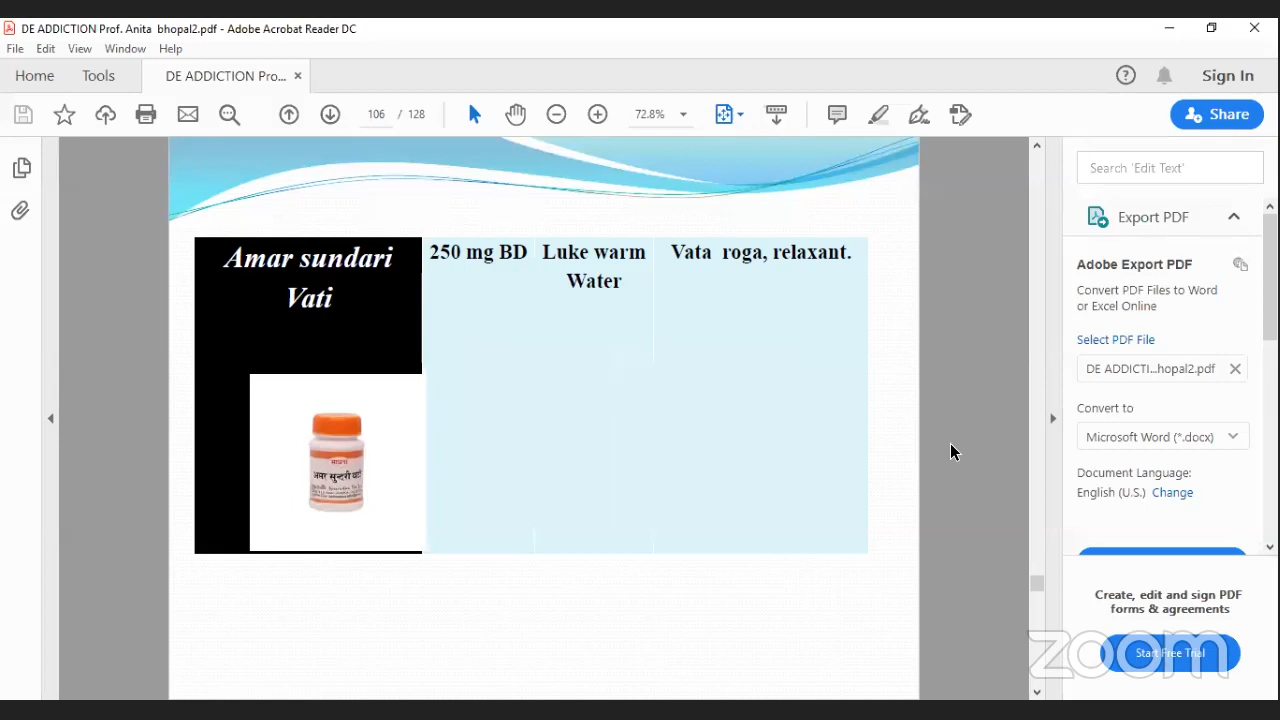 DE ADDICTION Prof. Anita bhopal2.pdf - Adobe Acrobat Reader DC
File Edit View Window Help
Home Tools DE ADDICTION Pro... × Sign In
106 / 128 72.8% Share
Search 'Edit Text'
Export PDF
Adobe Export PDF
Convert PDF Files to Word
or Excel Online
Select PDF File
DE ADDICTI...hopal2.pdf
Convert to
Microsoft Word (*.docx)
Document Language:
English (U.S.) Change
Create, edit and sign PDF
forms & agreements
Start Free Trial
zoom
Amar sundari
Vati
250 mg BD
Luke warm
Water
Vata roga, relaxant.
अमर सुन्दरी वटी